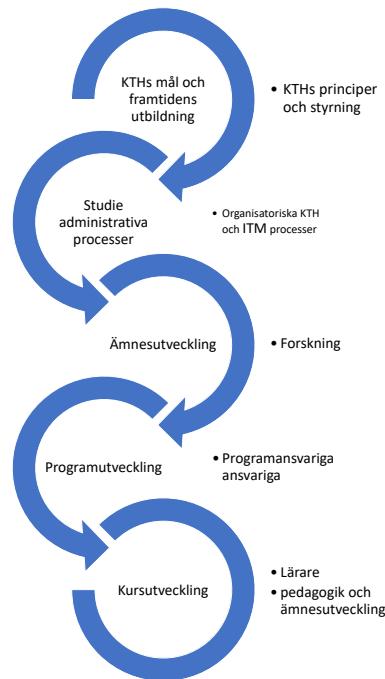 KTHs mål och
framtidens
utbildning
• KTHs principer
och styrning
Studie
administrativa
processer
• Organisatoriska KTH
och ITM processer
Ämnesutveckling
• Forskning
Programutveckling
• Programansvariga
ansvariga
Kursutveckling
• Lärare
• pedagogik och
ämnesutveckling